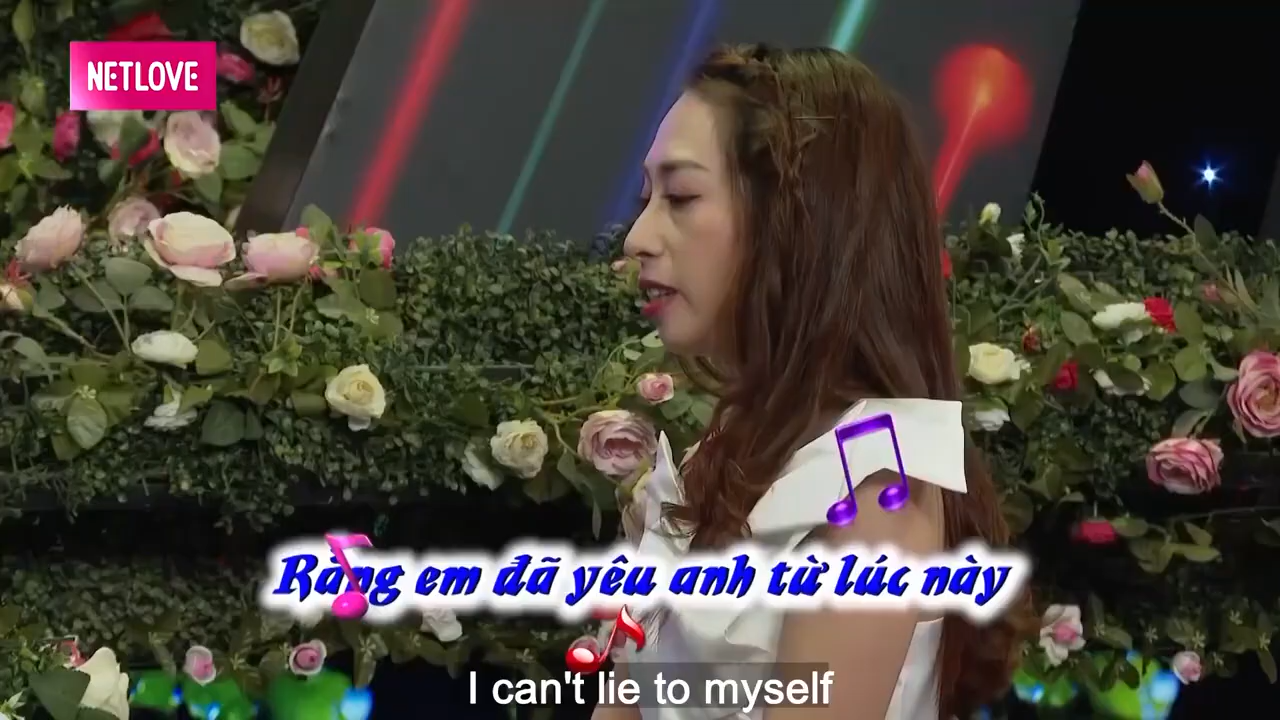 NETLOVE
Rằng em đã yêu anh từ lúc này
I can't lie to myself